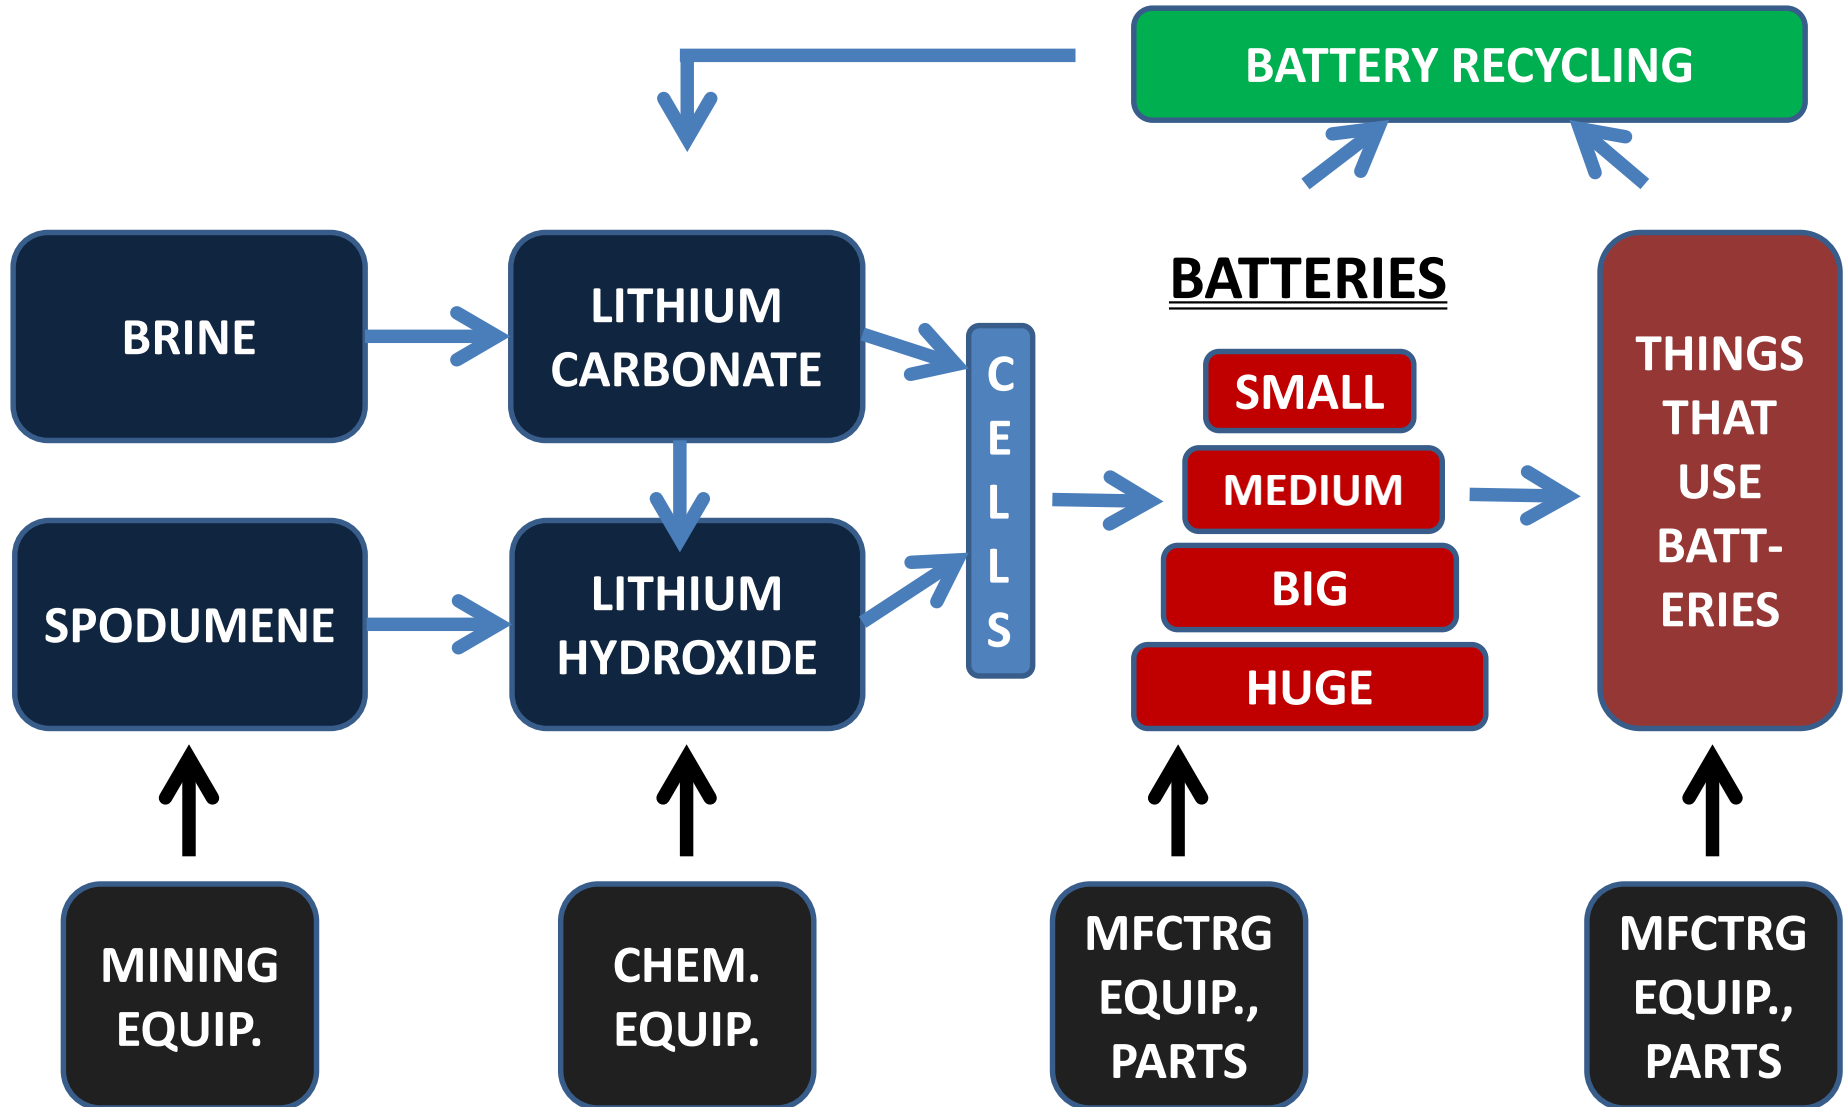 BATTERY RECYCLING
BRINE
LITHIUM
CARBONATE
SPODUMENE
LITHIUM
HYDROXIDE
C
E
L
L
S
BATTERIES
SMALL
MEDIUM
BIG
HUGE
THINGS
THAT
USE
BATT-
ERIES
MINING
EQUIP.
CHEM.
EQUIP.
MFCTRG
EQUIP.,
PARTS
MFCTRG
EQUIP.,
PARTS